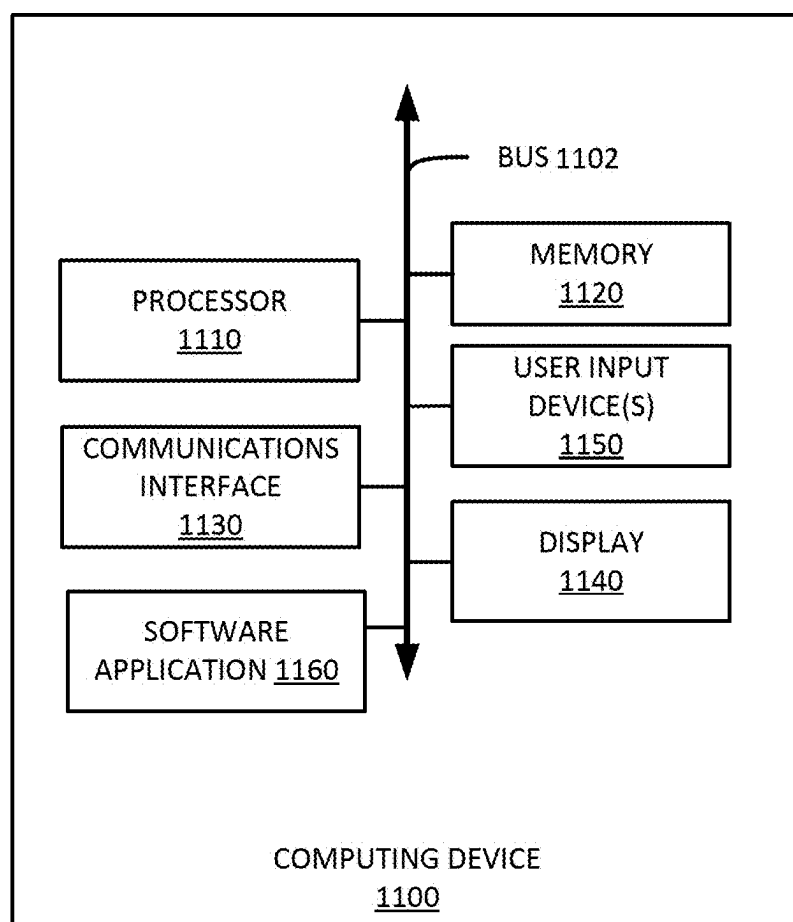 BUS 1102
MEMORY
1120
PROCESSOR
1110
USER INPUT
DEVICE(S)
1150
COMMUNICATIONS
INTERFACE
1130
DISPLAY
1140
SOFTWARE
APPLICATION 1160
COMPUTING DEVICE
1100